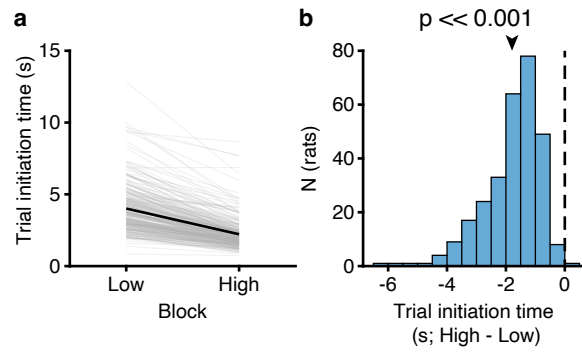 a
Trial initiation time (s)
15
10
5
0
Low
High
Block
b
p << 0.001
N (rats)
80
60
40
20
0
-6
-4
-2
0
Trial initiation time
(s; High - Low)